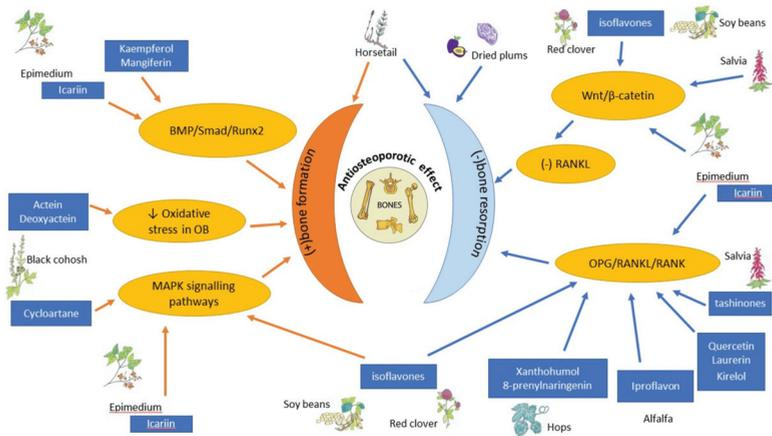 Horsetail
Dried plums
isoflavones
Soy beans
Red clover
Kaempferol
Mangiferin
Epimedium
Icariin
BMP/Smad/Runx2
Wnt/β-catetin
Salvia
(-) RANKL
Epimedium
Icariin
Antiosteoporotic effect
BONES
(+)bone formation
(-)bone resorption
Actein
Deoxyactein
↓ Oxidative
stress in OB
Black cohosh
MAPK signalling
pathways
Cycloartane
OPG/RANKL/RANK
Salvia
tashinones
Quercetin
Laurerin
Kirelol
Epimedium
Icariin
isoflavones
Soy beans
Red clover
Xanthohumol
8-prenylnaringenin
Hops
Iproflavon
Alfalfa